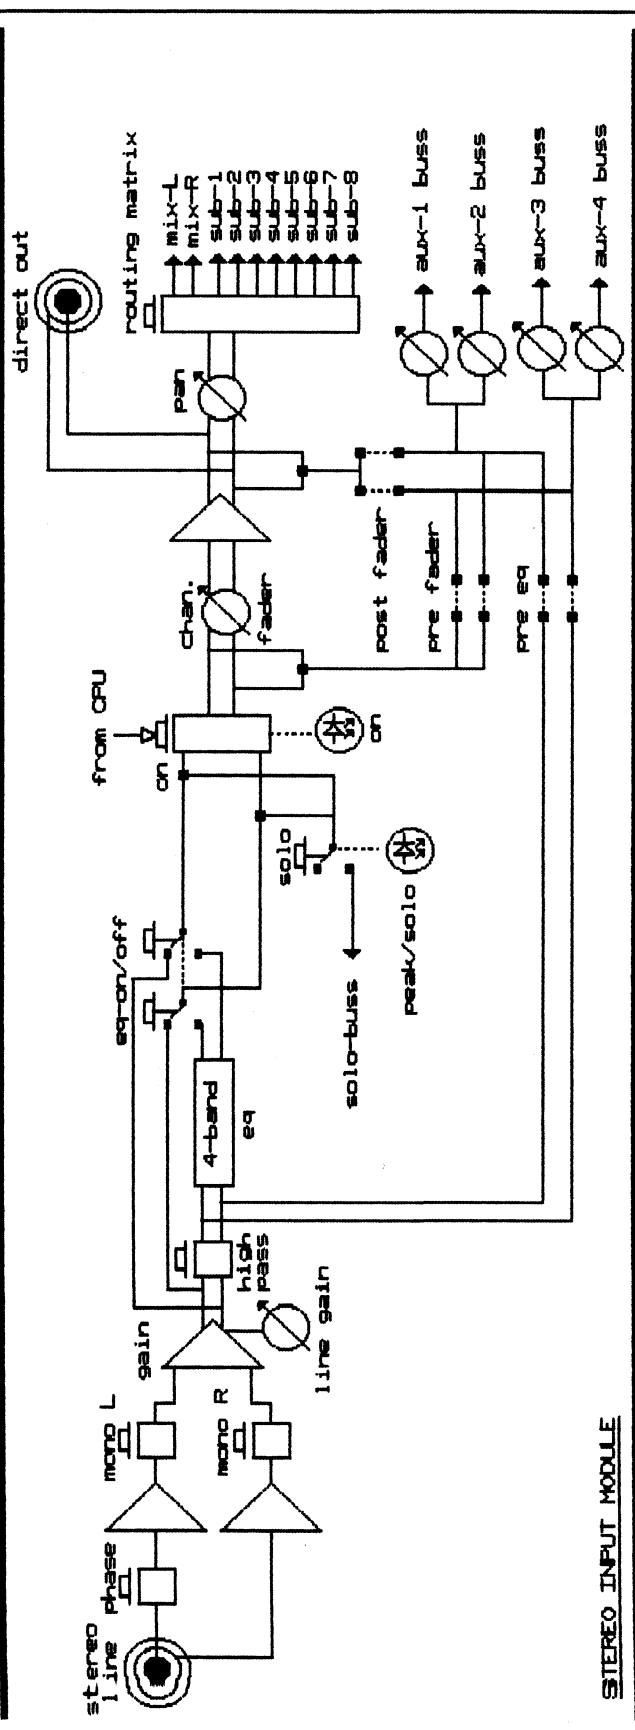 stereo
line
phase
mono L
mono R
gain
line gain
high
pass
4-band
eq
eq-on/off
solo-buss
solo
peak/solo
from CPU
on
on
chan.
fader
post fader
pre fader
pre eq
pan
direct out
routing matrix
mix-L
mix-R
sub-1
sub-2
sub-3
sub-4
sub-5
sub-6
sub-7
sub-8
aux-1 buss
aux-2 buss
aux-3 buss
aux-4 buss
STEREO INPUT MODULE